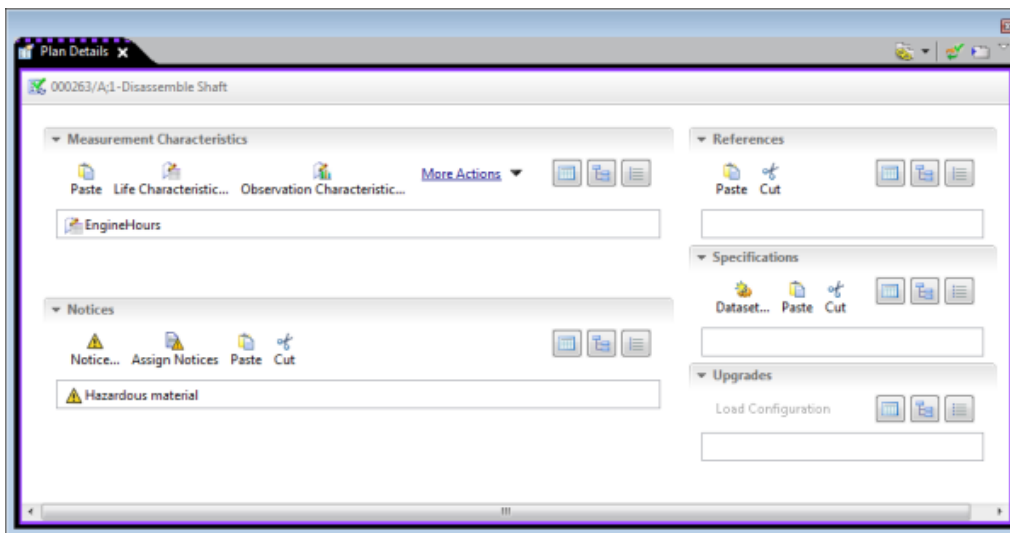 Plan Details
000263/A;1-Disassemble Shaft
Measurement Characteristics
Paste Life Characteristic... Observation Characteristic... More Actions
EngineHours
Notices
Notice... Assign Notices Paste Cut
Hazardous material
References
Paste Cut
Specifications
Dataset... Paste Cut
Upgrades
Load Configuration